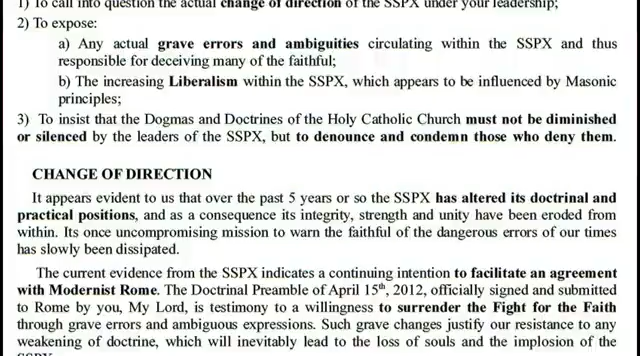 1) To call into question the actual change of direction of the SSPX under your leadership;
2) To expose:
a) Any actual grave errors and ambiguities circulating within the SSPX and thus
responsible for deceiving many of the faithful;
b) The increasing Liberalism within the SSPX, which appears to be influenced by Masonic
principles;
3) To insist that the Dogmas and Doctrines of the Holy Catholic Church must not be diminished
or silenced by the leaders of the SSPX, but to denounce and condemn those who deny them.
CHANGE OF DIRECTION
It appears evident to us that over the past 5 years or so the SSPX has altered its doctrinal and
practical positions, and as a consequence its integrity, strength and unity have been eroded from
within. Its once uncompromising mission to warn the faithful of the dangerous errors of our times
has slowly been dissipated.
The current evidence from the SSPX indicates a continuing intention to facilitate an agreement
with Modernist Rome. The Doctrinal Preamble of April 15th, 2012, officially signed and submitted
to Rome by you, My Lord, is testimony to a willingness to surrender the Fight for the Faith
through grave errors and ambiguous expressions. Such grave changes justify our resistance to any
weakening of doctrine, which will inevitably lead to the loss of souls and the implosion of the
SSPX